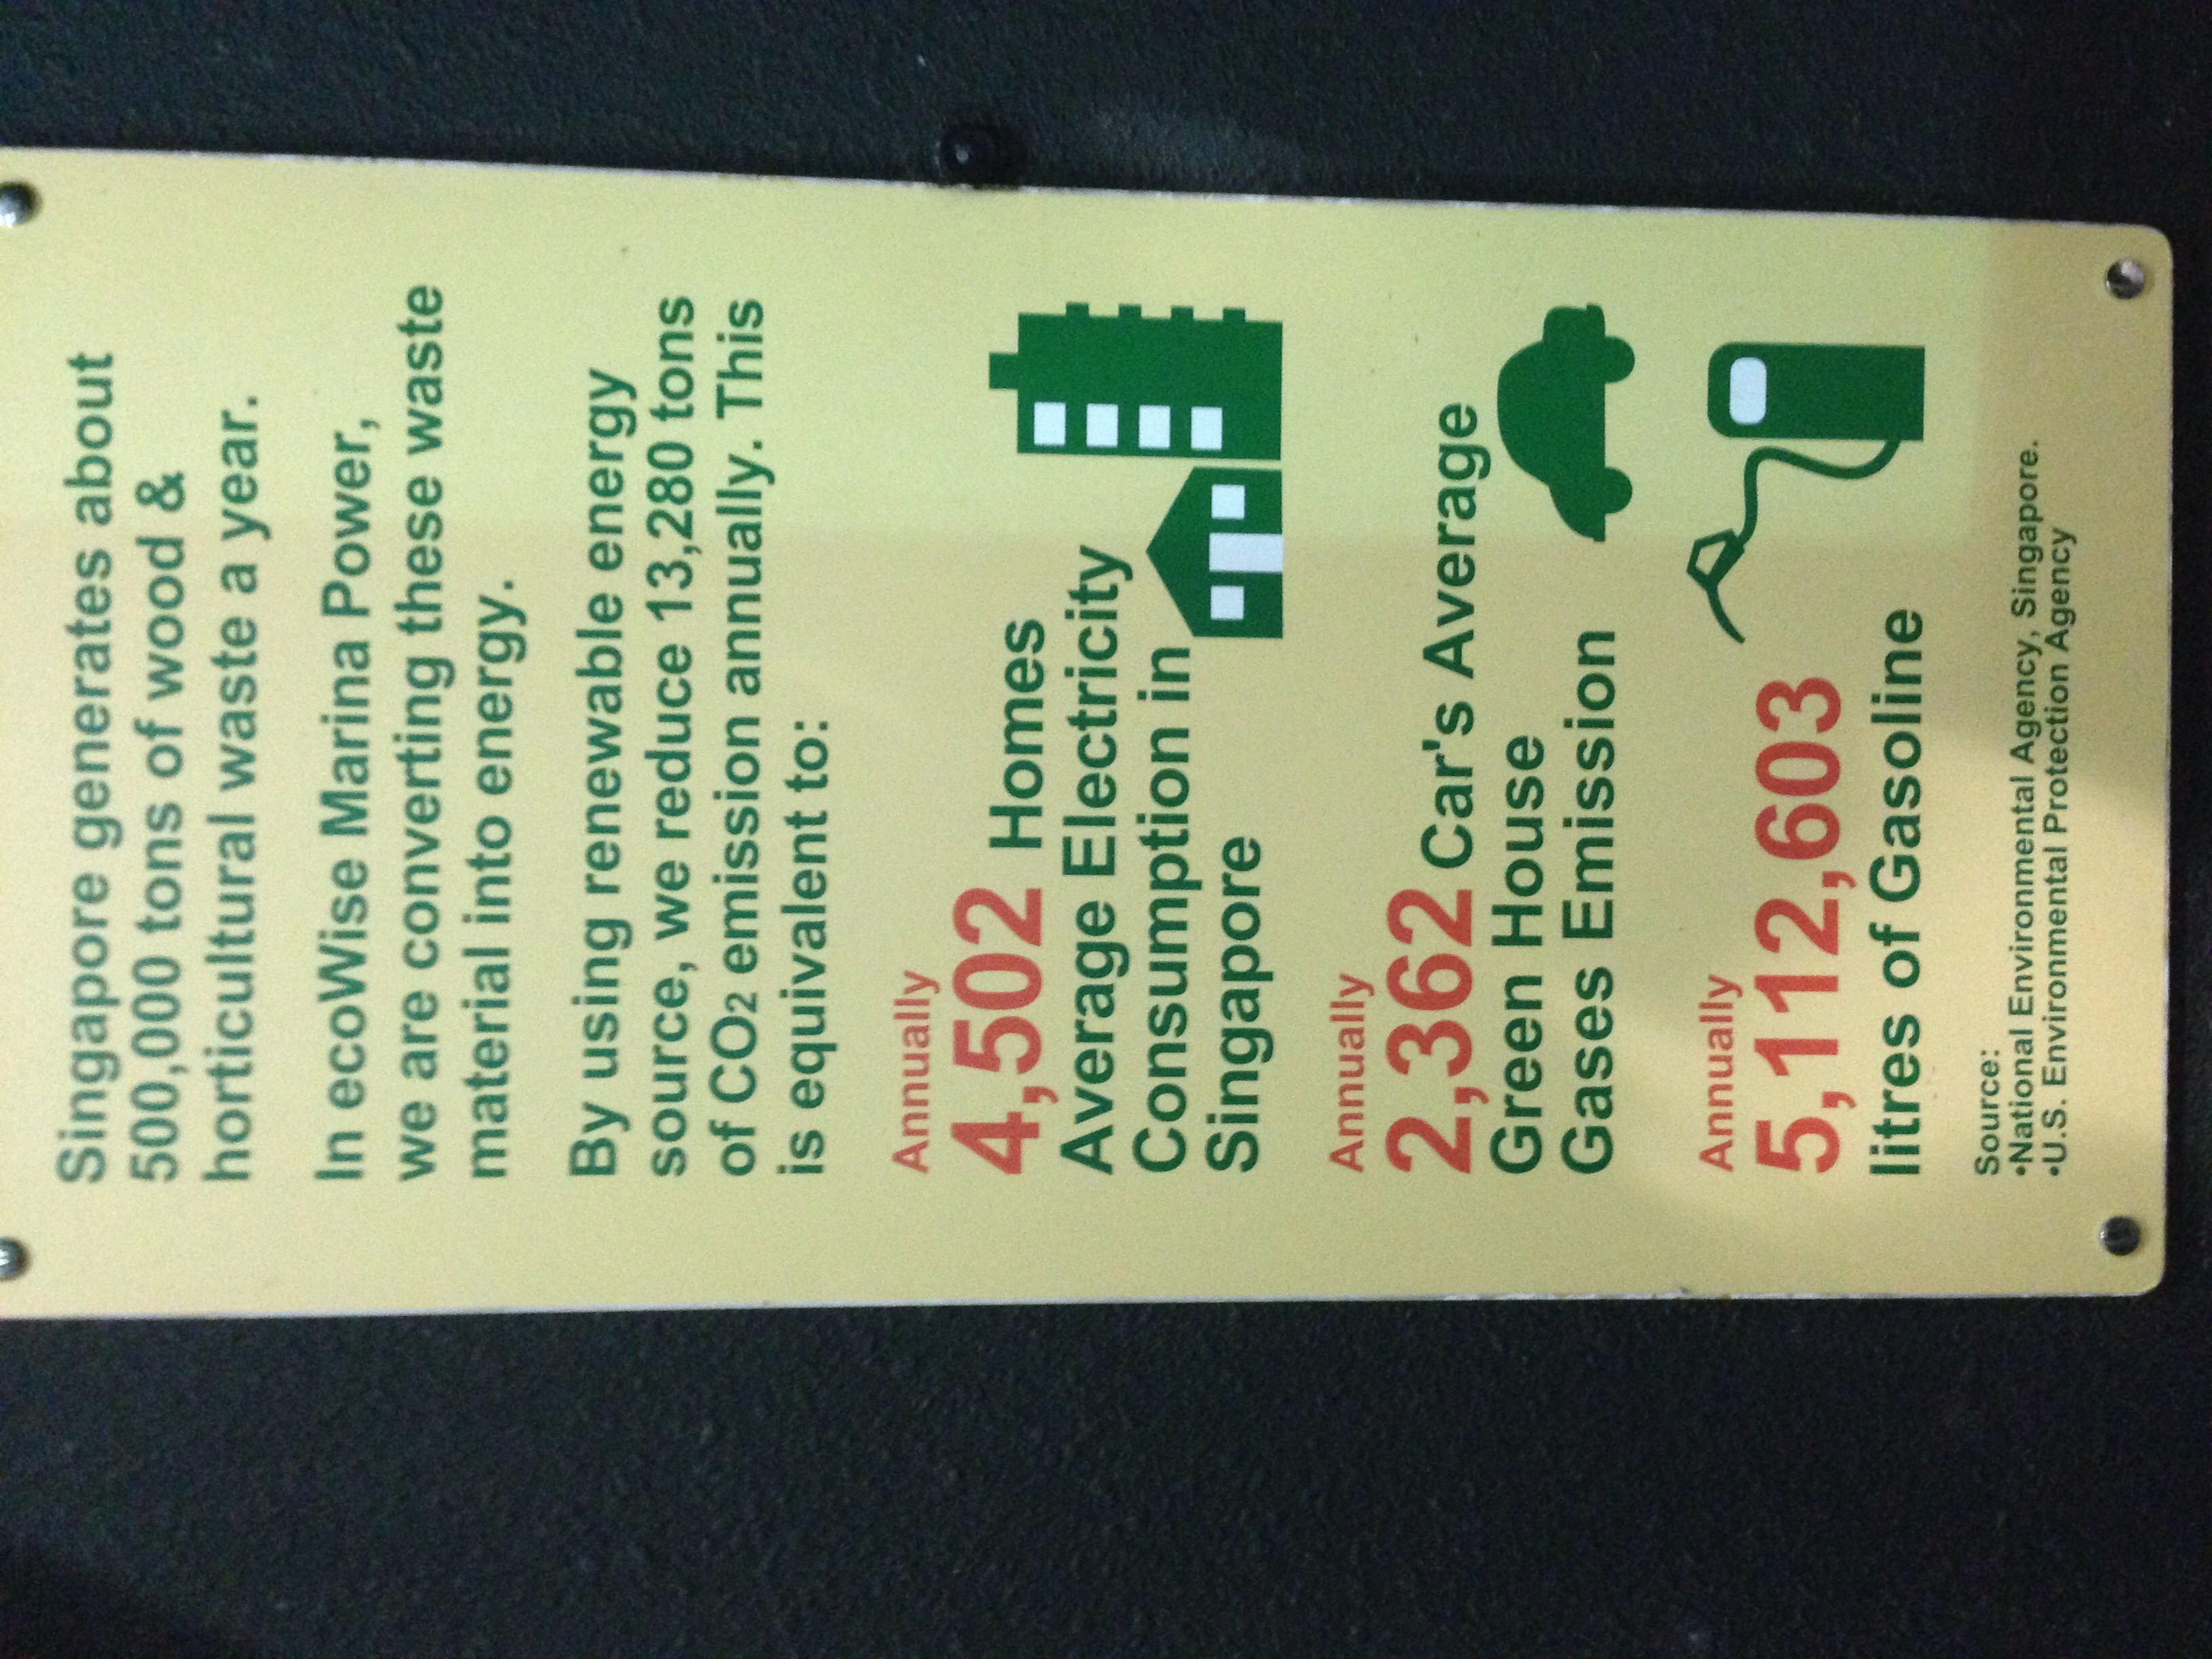 Singapore generates about
500,000 tons of wood &
horticultural waste a year.
In ecoWise Marina Power,
we are converting these waste
material into energy.
By using renewable energy
source, we reduce 13,280 tons
of CO2 emission annually. This
is equivalent to:
Annually
4,502 Homes
Average Electricity
Consumption in
Singapore
Annually
2,362 Car's Average
Green House
Gases Emission
Annually
5,112,603
litres of Gasoline
Source:
•National Environmental Agency, Singapore.
•U.S. Environmental Protection Agency